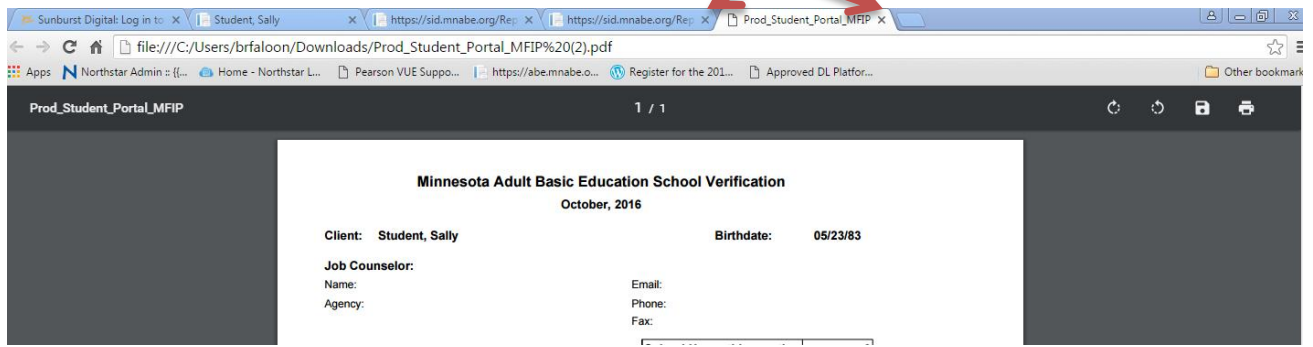 Sunburst Digital: Log in to
Student, Sally
https://sid.mnabe.org/Rep
https://sid.mnabe.org/Rep
Prod_Student_Portal_MFIP
file:///C:/Users/brfaloon/Downloads/Prod_Student_Portal_MFIP%20(2).pdf
Apps Northstar Admin :: {{... Home - Northstar L... Pearson VUE Suppo... https://abe.mnabe.o... Register for the 201... Approved DL Platfor... Other bookmark
Prod_Student_Portal_MFIP 1 / 1
Minnesota Adult Basic Education School Verification
October, 2016
Client: Student, Sally Birthdate: 05/23/83
Job Counselor:
Name: Email:
Agency: Phone:
Fax: